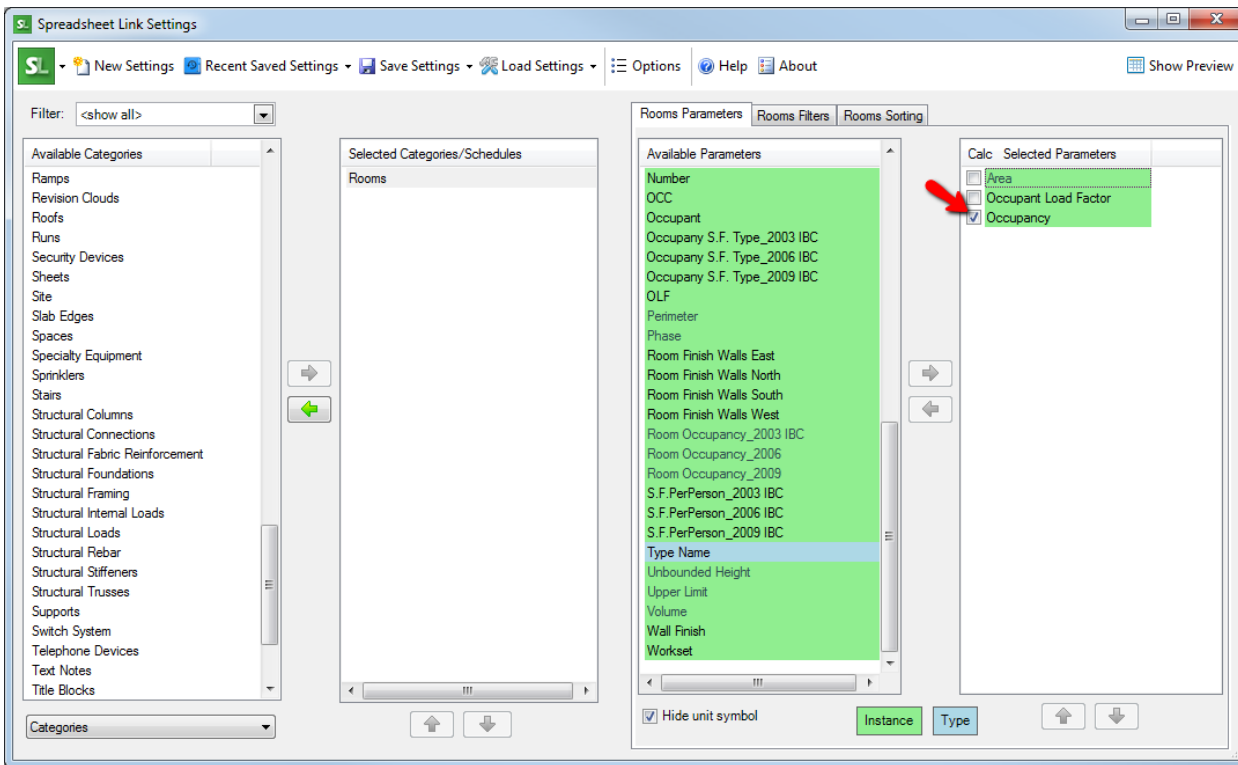 SL Spreadsheet Link Settings
SL New Settings Recent Saved Settings Save Settings Load Settings Options Help About Show Preview
Filter: <show all>
Available Categories
Ramps
Revision Clouds
Roofs
Runs
Security Devices
Sheets
Site
Slab Edges
Spaces
Specialty Equipment
Sprinklers
Stairs
Structural Columns
Structural Connections
Structural Fabric Reinforcement
Structural Foundations
Structural Framing
Structural Internal Loads
Structural Loads
Structural Rebar
Structural Stiffeners
Structural Trusses
Supports
Switch System
Telephone Devices
Text Notes
Title Blocks
Categories
Selected Categories/Schedules
Rooms
Rooms Parameters Rooms Filters Rooms Sorting
Available Parameters
Number
OCC
Occupant
Occupany S.F. Type_2003 IBC
Occupany S.F. Type_2006 IBC
Occupany S.F. Type_2009 IBC
OLF
Perimeter
Phase
Room Finish Walls East
Room Finish Walls North
Room Finish Walls South
Room Finish Walls West
Room Occupancy_2003 IBC
Room Occupancy_2006
Room Occupancy_2009
S.F.PerPerson_2003 IBC
S.F.PerPerson_2006 IBC
S.F.PerPerson_2009 IBC
Type Name
Unbounded Height
Upper Limit
Volume
Wall Finish
Workset
Hide unit symbol
Instance Type
Calc Selected Parameters
Area
Occupant Load Factor
Occupancy